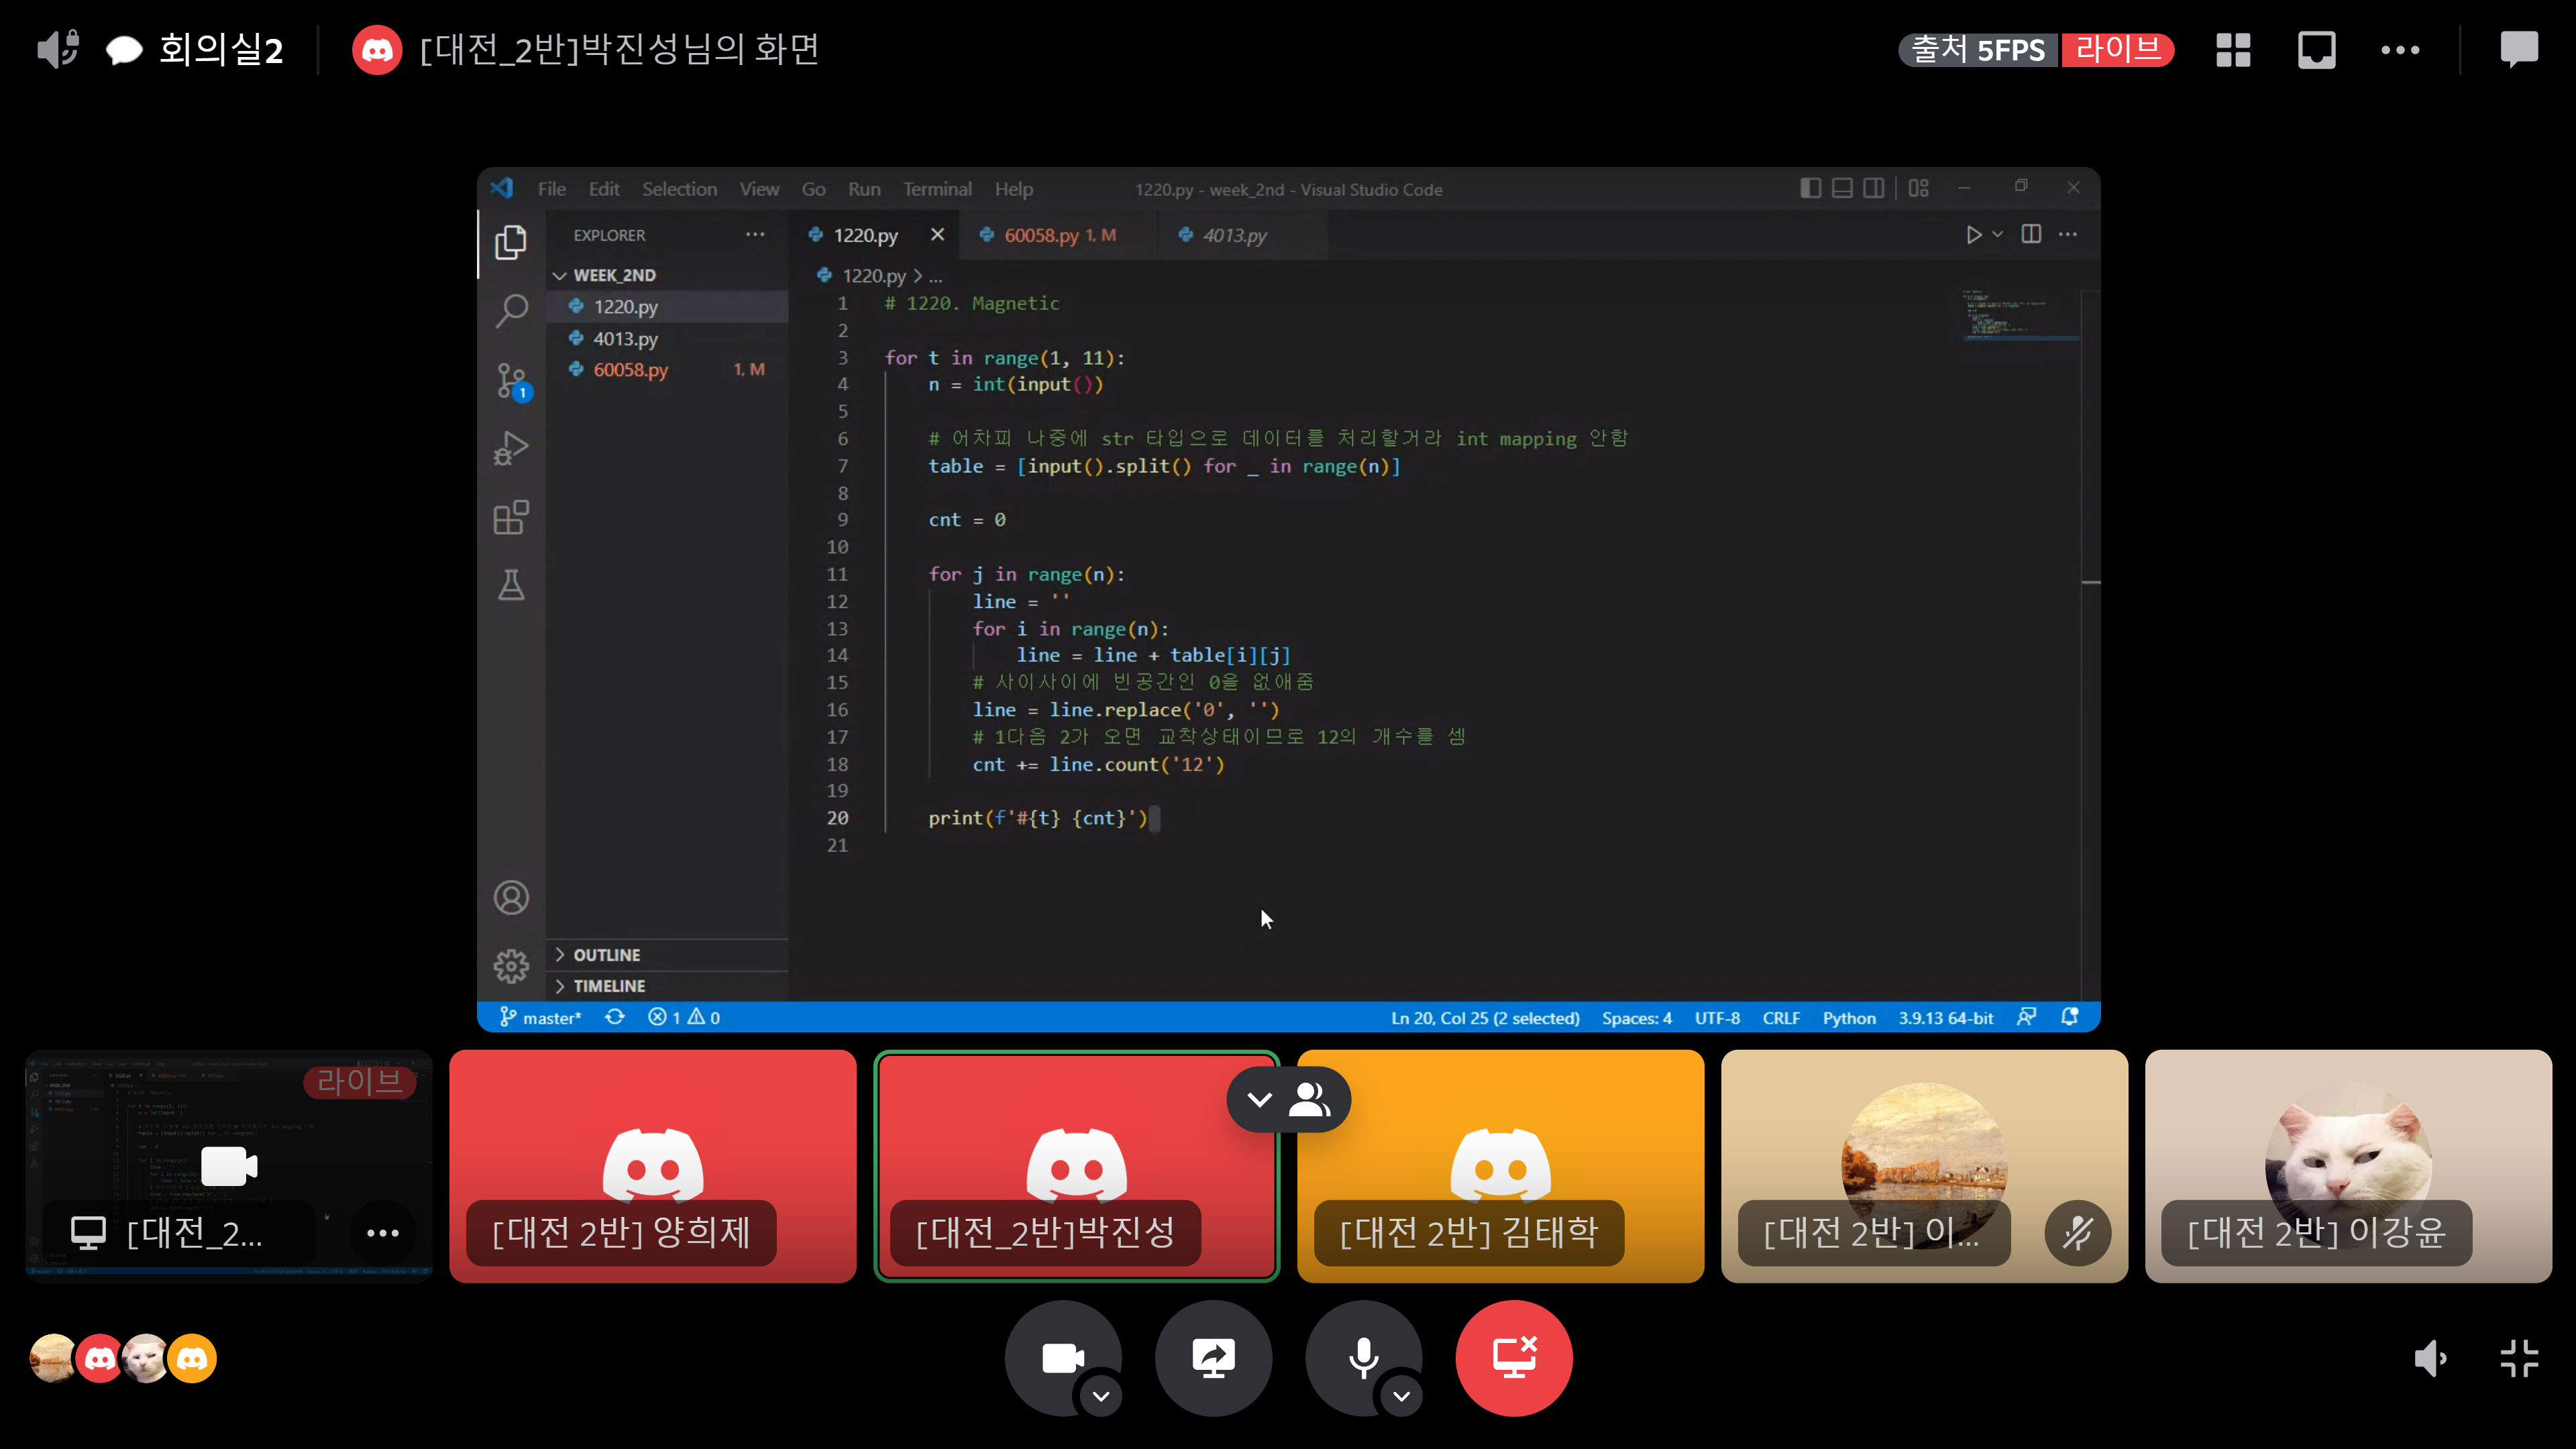 회의실2
[대전_2반]박진성님의 화면
출처 5FPS 라이브
File Edit Selection View Go Run Terminal Help
1220.py - week_2nd - Visual Studio Code
EXPLORER
1220.py
60058.py 1, M
4013.py
WEEK_2ND
1220.py
4013.py
60058.py 1, M
OUTLINE
TIMELINE
1220.py > ...
1 # 1220. Magnetic
2
3 for t in range(1, 11):
4     n = int(input())
5
6     # 어차피 나중에 str 타입으로 데이터를 처리할거라 int mapping 안함
7     table = [input().split() for _ in range(n)]
8
9     cnt = 0
10
11     for j in range(n):
12         line = ''
13         for i in range(n):
14             line = line + table[i][j]
15         # 사이사이에 빈공간인 0을 없애줌
16         line = line.replace('0', '')
17         # 1다음 2가 오면 교착상태이므로 12의 개수를 셈
18         cnt += line.count('12')
19
20     print(f'#{t} {cnt}')
21
1
master* 1 0
Ln 20, Col 25 (2 selected) Spaces: 4 UTF-8 CRLF Python 3.9.13 64-bit
라이브
[대전_2...
[대전 2반] 양희제
[대전_2반]박진성
[대전 2반] 김태학
[대전 2반] 이...
[대전 2반] 이강윤